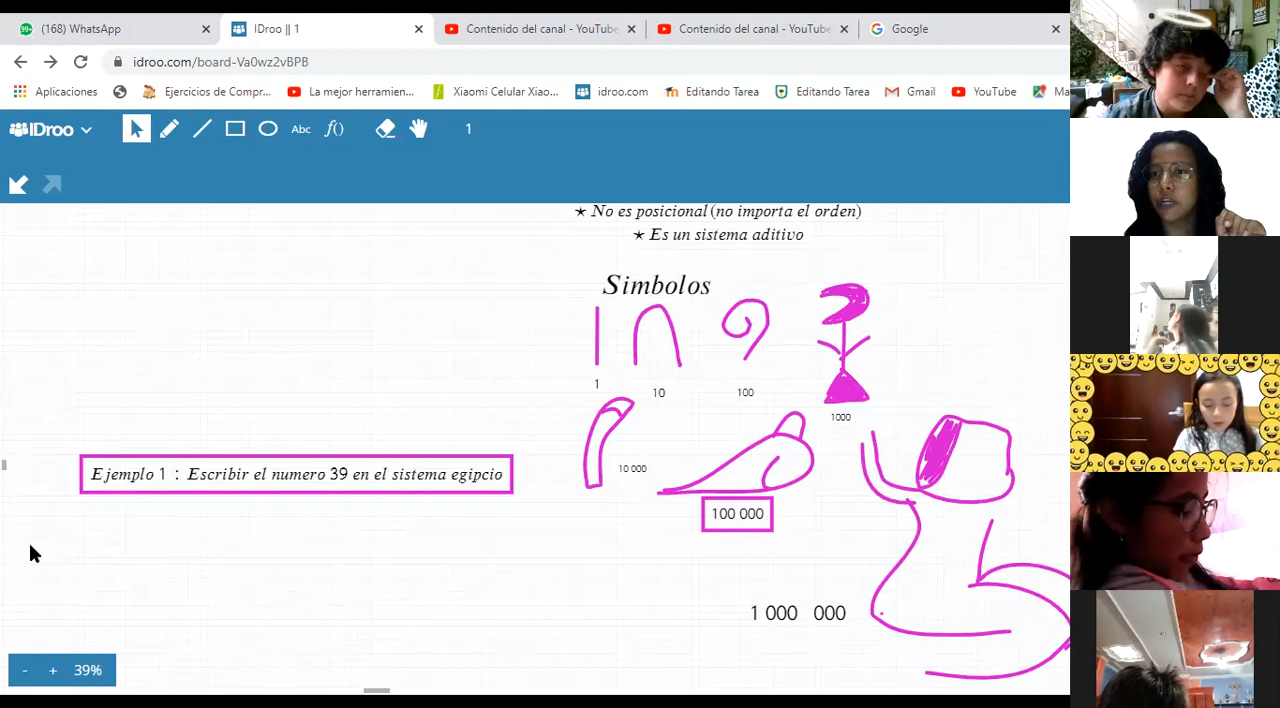 (168) WhatsApp
IDroo || 1
Contenido del canal - YouTube
Contenido del canal - YouTube
Google
idroo.com/board-Va0wz2vBPB
Aplicaciones
Ejercicios de Compr...
La mejor herramien...
Xiaomi Celular Xiao...
idroo.com
Editando Tarea
Editando Tarea
Gmail
YouTube
Ma
IDroo
Abc
f()
1
★ No es posicional (no importa el orden)
★ Es un sistema aditivo
Simbolos
1
10
100
1000
10 000
100 000
1 000 000
Ejemplo 1 : Escribir el numero 39 en el sistema egipcio
- + 39%